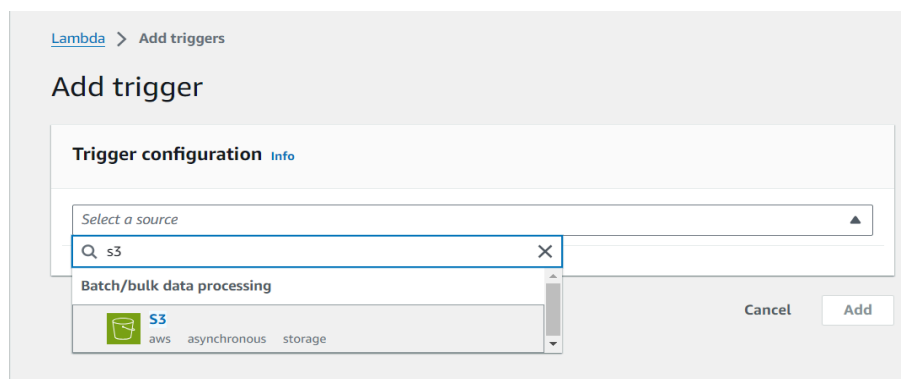 Lambda > Add triggers
Add trigger
Trigger configuration Info
Select a source
s3
Batch/bulk data processing
S3
aws asynchronous storage
Cancel Add